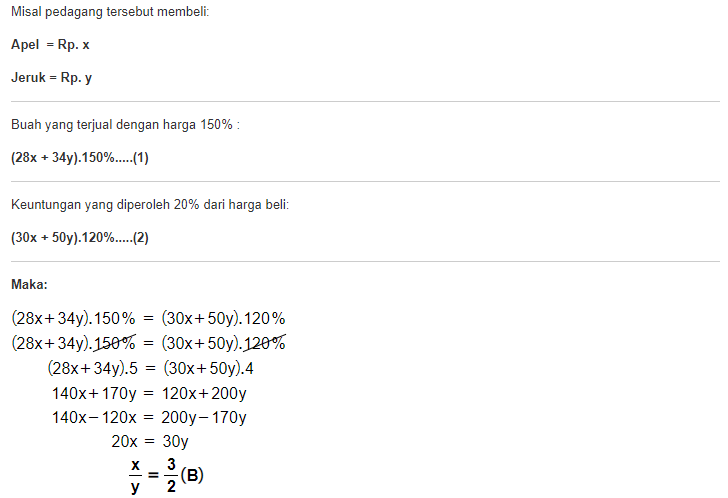 Misal pedagang tersebut membeli:
Apel = Rp. x
Jeruk = Rp. y
Buah yang terjual dengan harga 150% :
(28x + 34y).150%.....(1)
Keuntungan yang diperoleh 20% dari harga beli:
(30x + 50y).120%.....(2)
Maka:
(28x+34y).150% = (30x+50y).120%
(28x+34y).150% = (30x+50y).120%
(28x+34y).5 = (30x+50y).4
140x+170y = 120x+200y
140x−120x = 200y−170y
20x = 30y
x/y = 3/2 (B)